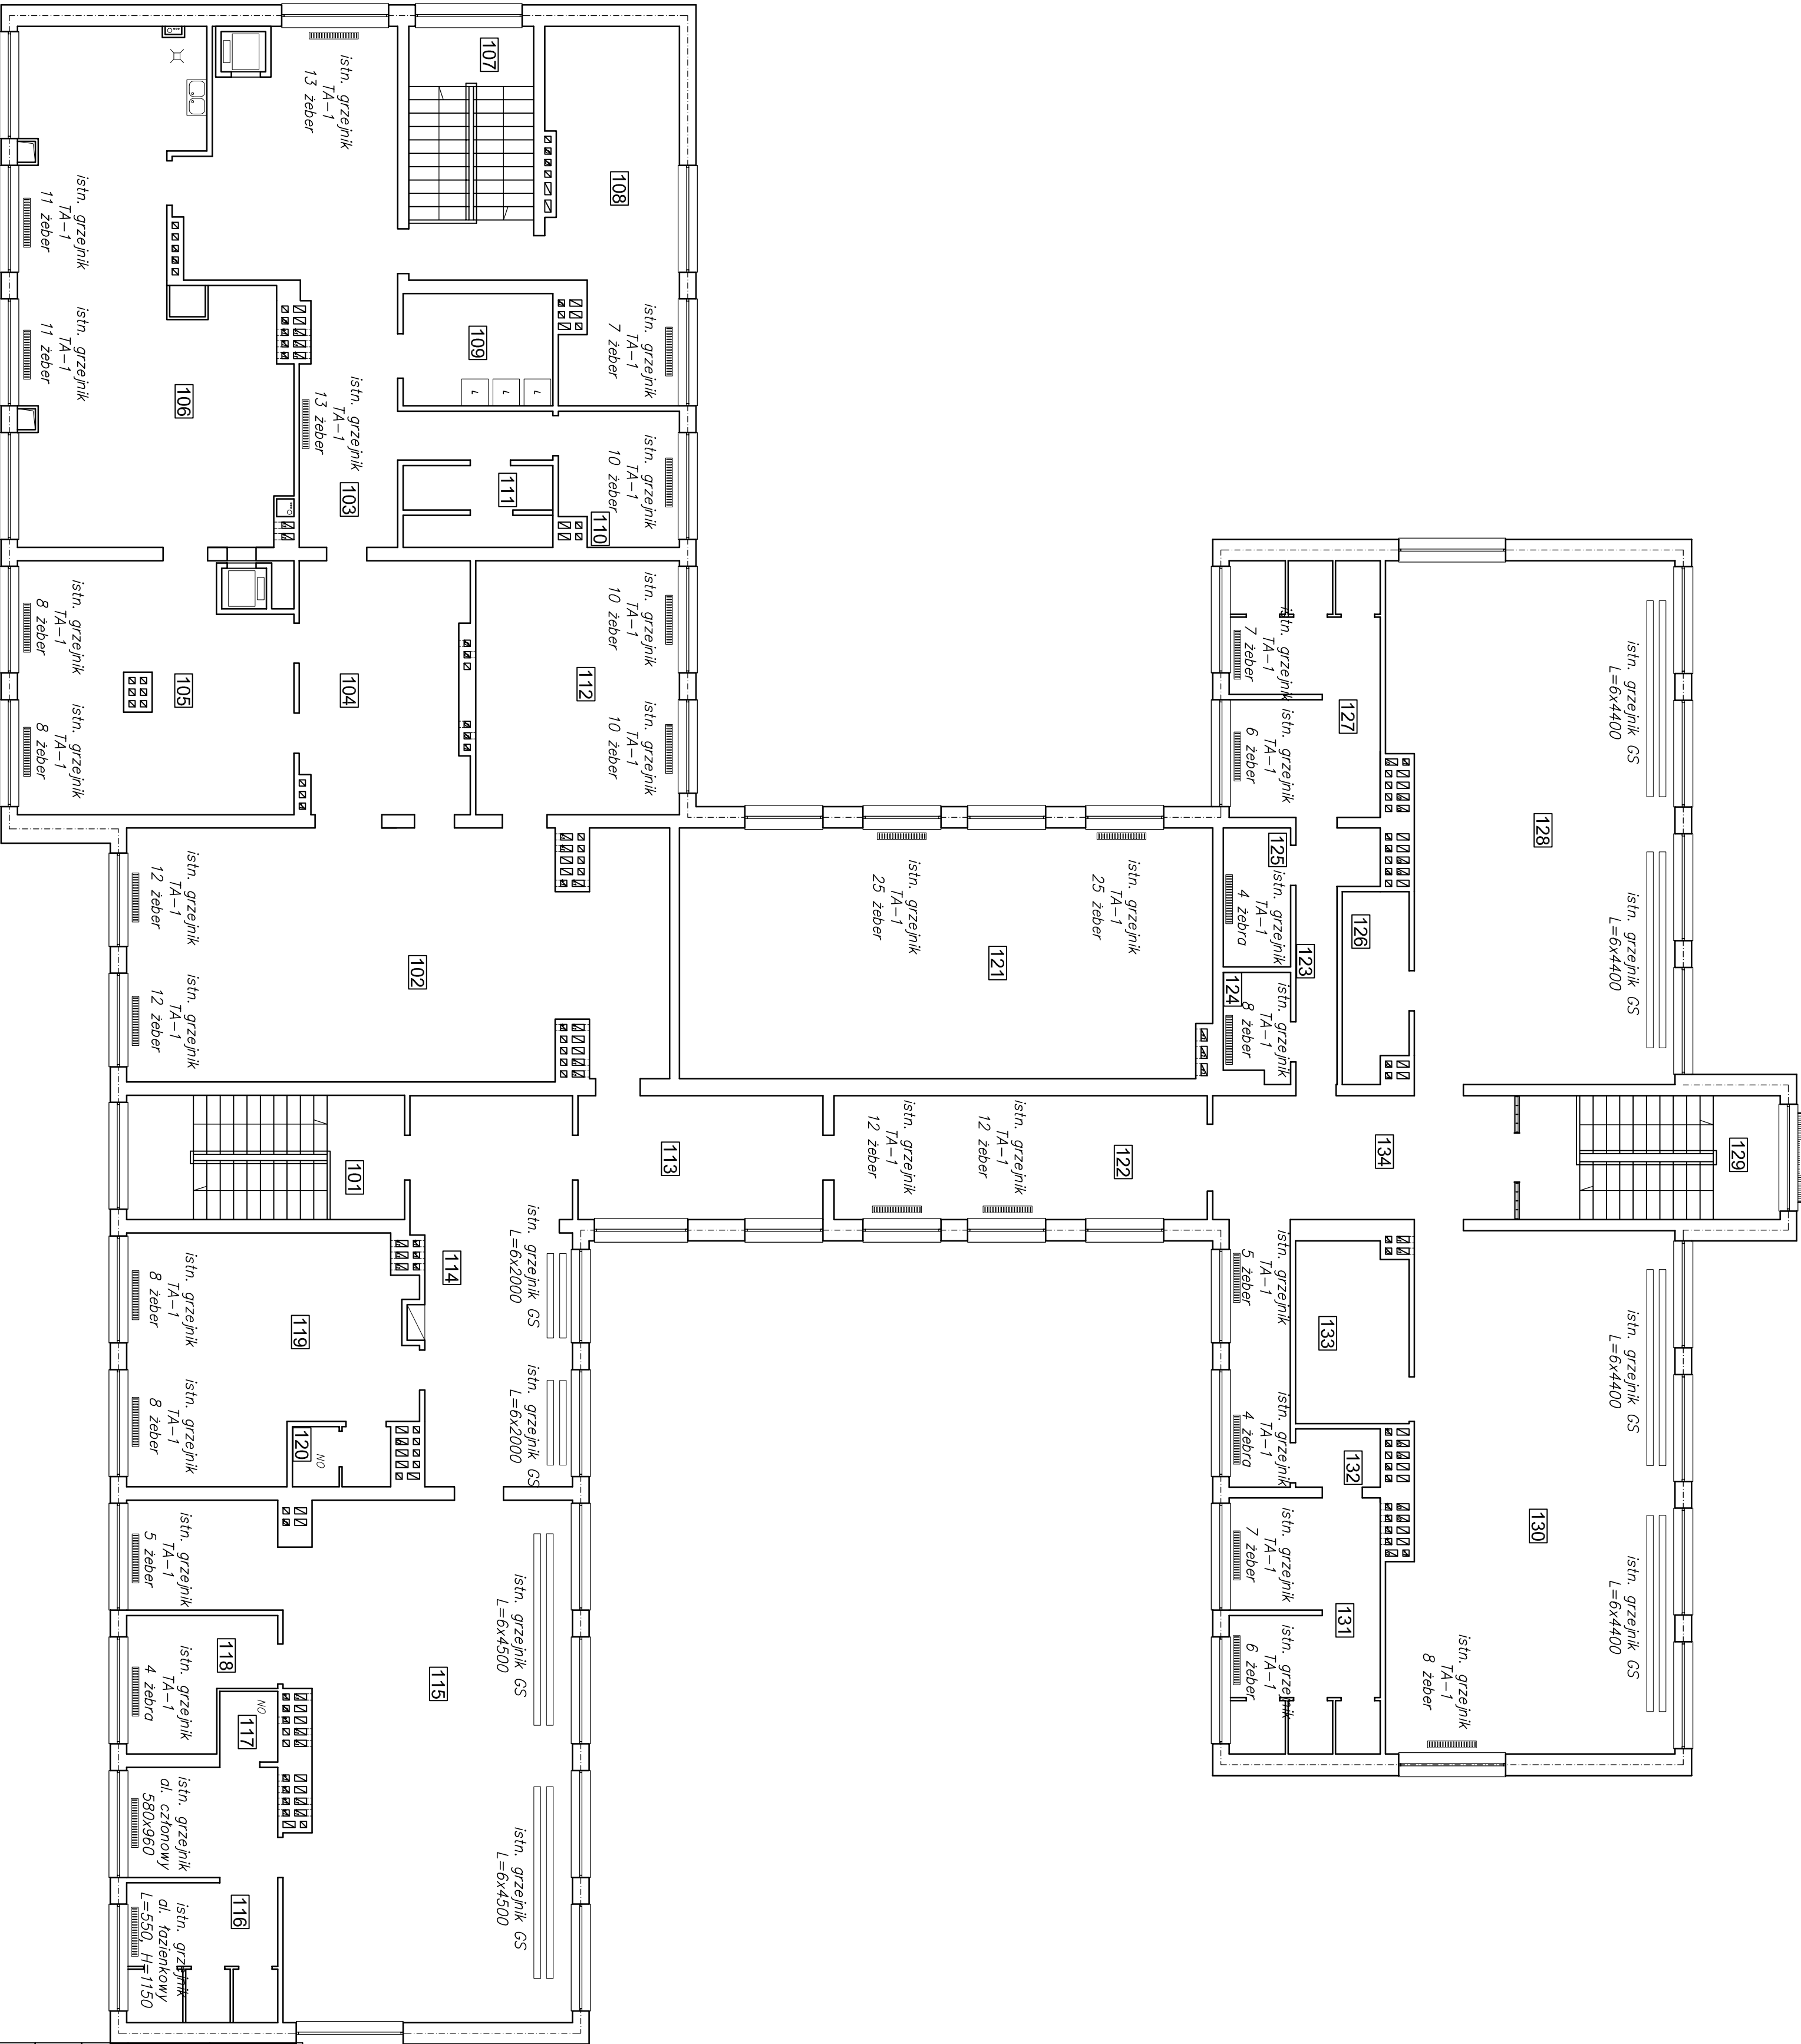 129
istn. grzejnik GS
L=6x4400
istn. grzejnik GS
L=6x4400
istn. grzejnik GS
L=6x4400
istn. grzejnik GS
L=6x4400
128
130
istn. grzejnik
TA-1
8 żeber
134
127
126
133
132
131
123
125
124
istn. grzejnik
TA-1
7 żeber
istn. grzejnik
TA-1
6 żeber
istn. grzejnik
TA-1
4 żebra
istn. grzejnik
TA-1
8 żeber
istn. grzejnik
TA-1
5 żeber
istn. grzejnik
TA-1
4 żebra
istn. grzejnik
TA-1
7 żeber
istn. grzejnik
TA-1
6 żeber
istn. grzejnik
TA-1
25 żeber
istn. grzejnik
TA-1
25 żeber
121
122
istn. grzejnik
TA-1
12 żeber
istn. grzejnik
TA-1
12 żeber
113
108
istn. grzejnik
TA-1
7 żeber
istn. grzejnik
TA-1
10 żeber
110
istn. grzejnik
TA-1
10 żeber
istn. grzejnik
TA-1
10 żeber
112
istn. grzejnik GS
L=6x2000
istn. grzejnik GS
L=6x2000
istn. grzejnik GS
L=6x4500
istn. grzejnik GS
L=6x4500
107
109
L
L
L
111
114
115
102
istn. grzejnik
TA-1
13 żeber
istn. grzejnik
TA-1
13 żeber
103
104
101
119
120
NO
118
117
NO
116
106
105
istn. grzejnik
TA-1
12 żeber
istn. grzejnik
TA-1
12 żeber
istn. grzejnik
TA-1
8 żeber
istn. grzejnik
TA-1
8 żeber
istn. grzejnik
TA-1
5 żeber
istn. grzejnik
TA-1
4 żebra
istn. grzejnik
al. członowy
580x960
istn. grzejnik
al. łazienkowy
L=550, H=1150
istn. grzejnik
TA-1
11 żeber
istn. grzejnik
TA-1
11 żeber
istn. grzejnik
TA-1
8 żeber
istn. grzejnik
TA-1
8 żeber